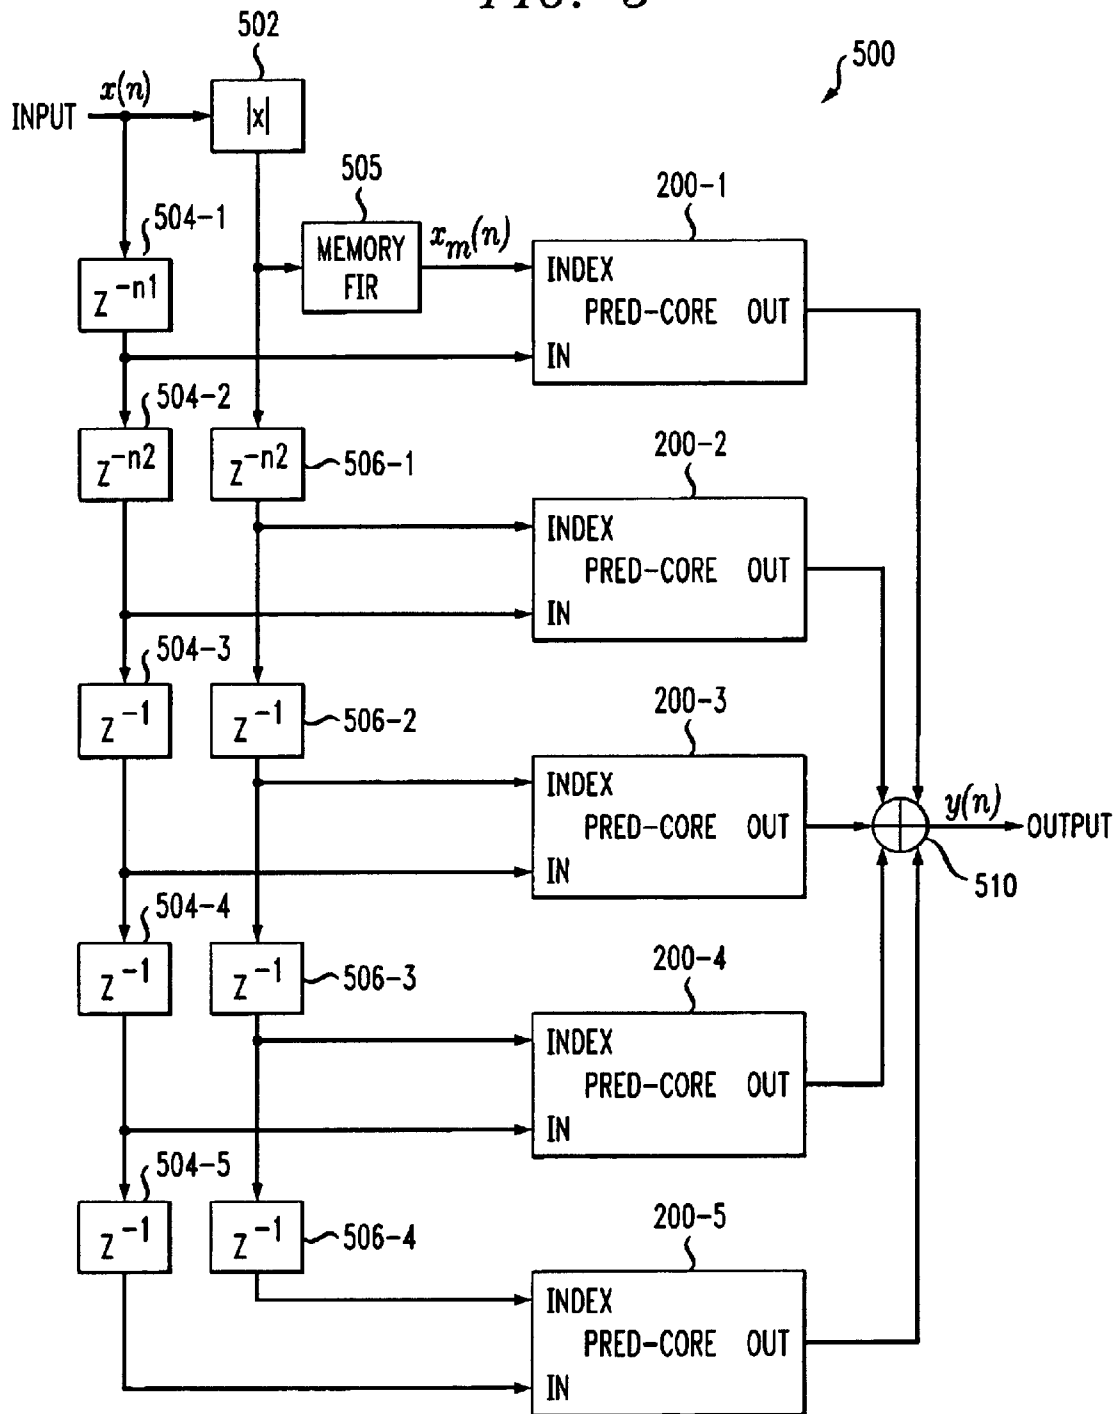 502
500
x(n)
INPUT
|x|
505
200-1
504-1
MEMORY
FIR
x_m(n)
INDEX
PRED-CORE OUT
IN
z^-n1
504-2
200-2
z^-n2
z^-n2
506-1
INDEX
PRED-CORE OUT
IN
504-3
200-3
z^-1
z^-1
506-2
INDEX
PRED-CORE OUT
IN
y(n)
OUTPUT
510
504-4
200-4
z^-1
z^-1
506-3
INDEX
PRED-CORE OUT
IN
504-5
200-5
z^-1
z^-1
506-4
INDEX
PRED-CORE OUT
IN